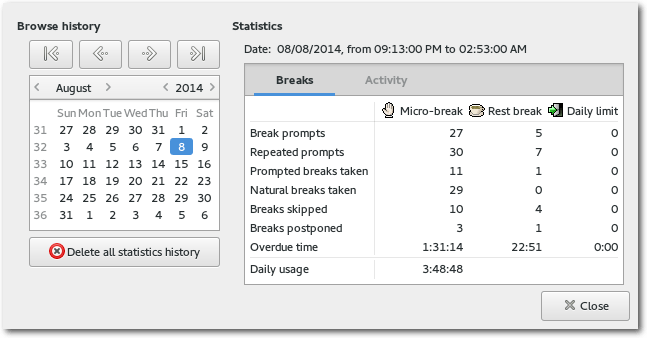 Browse history
August 2014
Sun Mon Tue Wed Thu Fri Sat
31 27 28 29 30 31 1 2
32 3 4 5 6 7 8 9
33 10 11 12 13 14 15 16
34 17 18 19 20 21 22 23
35 24 25 26 27 28 29 30
36 31 1 2 3 4 5 6
Delete all statistics history
Statistics
Date: 08/08/2014, from 09:13:00 PM to 02:53:00 AM
Breaks Activity
Micro-break Rest break Daily limit
Break prompts 27 5 0
Repeated prompts 30 7 0
Prompted breaks taken 11 1 0
Natural breaks taken 29 0 0
Breaks skipped 10 4 0
Breaks postponed 3 1 0
Overdue time 1:31:14 22:51 0:00
Daily usage 3:48:48
Close